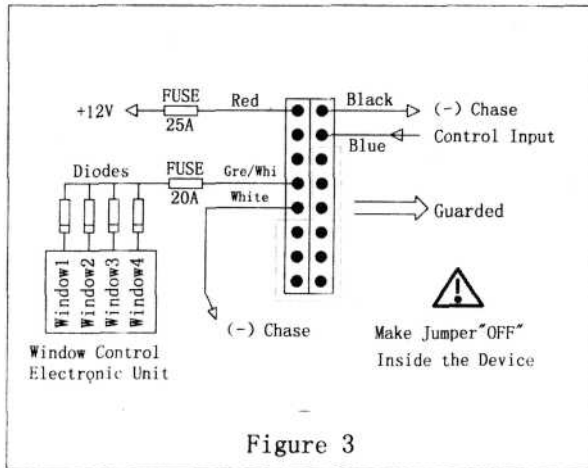 FUSE
Red
Black
+12V
25A
(-) Chase
Control Input
Blue
Diodes
FUSE
Gre/Whi
20A
White
Guarded
Window1
Window2
Window3
Window4
(-) Chase
Make Jumper"OFF"
Inside the Device
Window Control
Electronic Unit
Figure 3